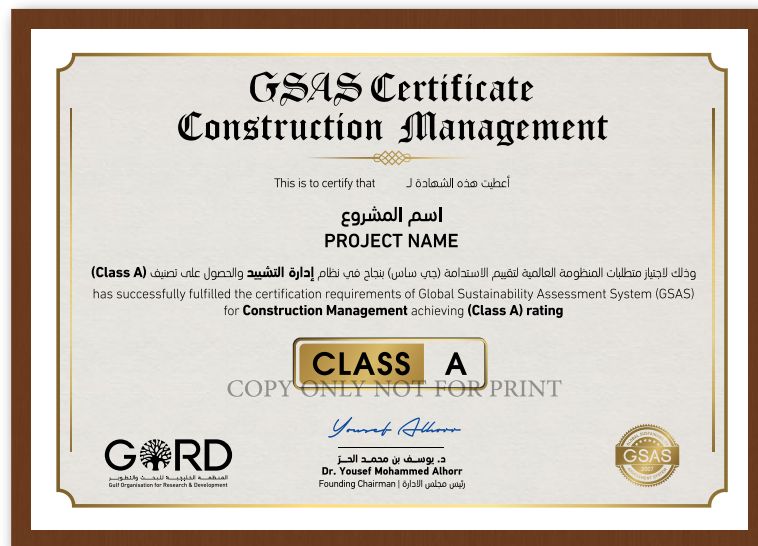 GSAS Certificate
Construction Management
This is to certify that أعطيت هذه الشهادة لـ
اسم المشروع
PROJECT NAME
وذلك لاجتياز متطلبات المنظومة العالمية لتقييم الاستدامة (جي ساس) بنجاح في نظام إدارة التشييد والحصول على تصنيف (Class A)
has successfully fulfilled the certification requirements of Global Sustainability Assessment System (GSAS)
for Construction Management achieving (Class A) rating
CLASS A
COPY ONLY NOT FOR PRINT
Yousef Alhorr
د. يوسف بن محمد الحر
Dr. Yousef Mohammed Alhorr
Founding Chairman | رئيس مجلس الادارة
GORD
المنظمة الخليجية للبحث والتطوير
Gulf Organisation for Research & Development
GSAS
2007